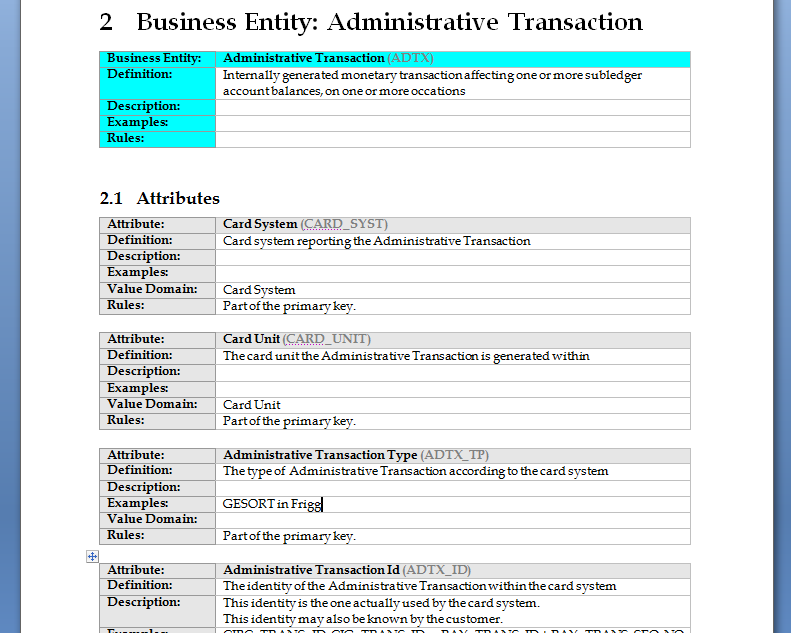 2 Business Entity: Administrative Transaction
Business Entity: Administrative Transaction (ADTX)
Definition: Internally generated monetary transaction affecting one or more subledger
account balances, on one or more occations
Description:
Examples:
Rules:
2.1 Attributes
Attribute: Card System (CARD_SYST)
Definition: Card system reporting the Administrative Transaction
Description:
Examples:
Value Domain: Card System
Rules: Part of the primary key.
Attribute: Card Unit (CARD_UNIT)
Definition: The card unit the Administrative Transaction is generated within
Description:
Examples:
Value Domain: Card Unit
Rules: Part of the primary key.
Attribute: Administrative Transaction Type (ADTX_TP)
Definition: The type of Administrative Transaction according to the card system
Description:
Examples: GESORT in Frigg
Value Domain:
Rules: Part of the primary key.
Attribute: Administrative Transaction Id (ADTX_ID)
Definition: The identity of the Administrative Transaction within the card system
Description: This identity is the one actually used by the card system.
This identity may also be known by the customer.
Examples: